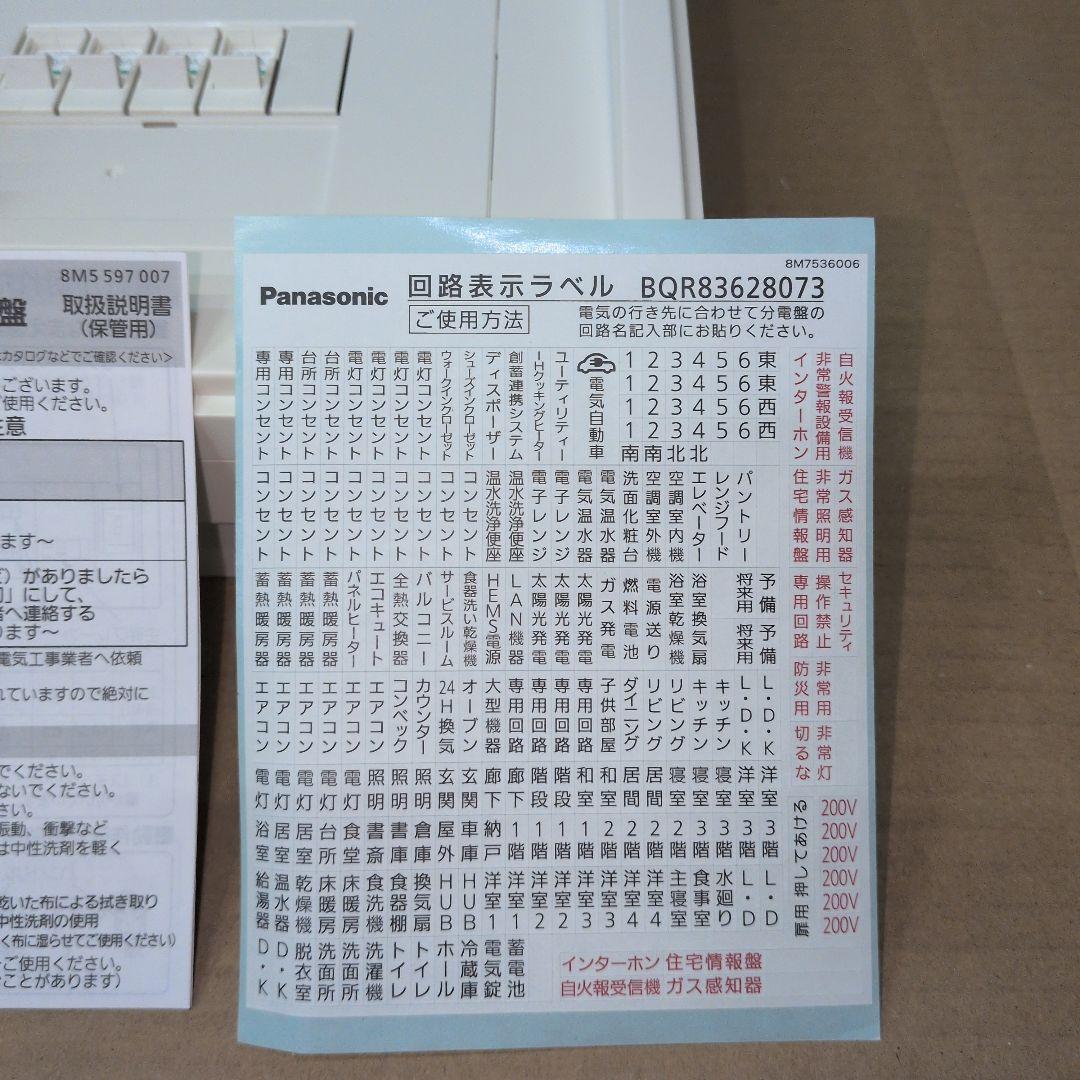 8M5 597 007
盤
取扱説明書
（保管用）
カタログなどでご確認ください＞
ございます。
ご使用ください。
注意
ます～
）がありましたら
」にして、
者へ連絡する
ります～
電気工事業者へ依頼
れていますので絶対に
でください。
ないでください。
さい。
振動、衝撃など
は中性洗剤を軽く
乾いた布による拭き取り
中性洗剤の使用
く布に湿らせてご使用ください）
ご使用ください。
ことがあります）
8M7536006
Panasonic
回路表示ラベル BQR83628073
ご使用方法
電気の行き先に合わせて分電盤の
回路名記入部にお貼りください。
専用コンセント 専用コンセント 台所コンセント 台所コンセント 電灯コンセント 電灯コンセント 電灯コンセント 電灯コンセント ウォークインクローゼット シューズインクローゼット ディスポーザー 創蓄連携システム IHクッキングヒーター ユーティリティー 電気自動車
1 2 3 4 5 6 東
1 2 3 4 5 6 東
1 2 3 4 5 6 西
1 2 3 4 5 6 西
南 南 北 北
コンセント コンセント コンセント コンセント コンセント コンセント コンセント コンセント コンセント コンセント 温水洗浄便座 温水洗浄便座 電子レンジ 電子レンジ 電気温水器 電気温水器 洗面化粧台 空調室外機 空調室内機 エレベーター レンジフード パントリー
蓄熱暖房器 蓄熱暖房器 蓄熱暖房器 蓄熱暖房器 パネルヒーター エコキュート 全熱交換器 バルコニー サービスルーム 食器洗い乾燥機 HEMS電源 LAN機器 太陽光発電 太陽光発電 太陽光発電 ガス発電 燃料電池 電源送り 浴室乾燥機 浴室換気扇 将来用 将来用 予備 予備
エアコン エアコン エアコン エアコン エアコン エアコン コンベック カウンター 24H換気 オーブン 大型機器 専用回路 専用回路 専用回路 専用回路 子供部屋 ダイニング リビング リビング キッチン キッチン L・D・K L・D・K
電灯 電灯 電灯 電灯 電灯 照明 照明 照明 玄関 玄関 廊下 廊下 階段 階段 和室 和室 居間 居間 寝室 寝室 寝室 洋室 洋室
浴室 居室 居室 台所 食堂 書斎 書庫 倉庫 屋外 車庫 納戸 1階 1階 1階 1階 2階 2階 2階 2階 3階 3階 3階 3階
給湯器 温水器 乾燥機 床暖房 床暖房 食洗機 食器棚 換気扇 HUB HUB 洋室1 洋室1 洋室2 洋室2 洋室3 洋室3 洋室4 洋室4 主寝室 食事室 水廻り L・D L・D
D・K D・K 脱衣室 洗面所 洗面所 洗濯機 トイレ トイレ ホール 冷蔵庫 電気錠 蓄電池
インターホン 非常警報設備用 自火報受信機
住宅情報盤 非常照明用 ガス感知器
専用回路 操作禁止 セキュリティ
防災用 非常用
切るな 非常灯
扉用 押してあける
200V
200V
200V
200V
200V
200V
インターホン 住宅情報盤
自火報受信機 ガス感知器